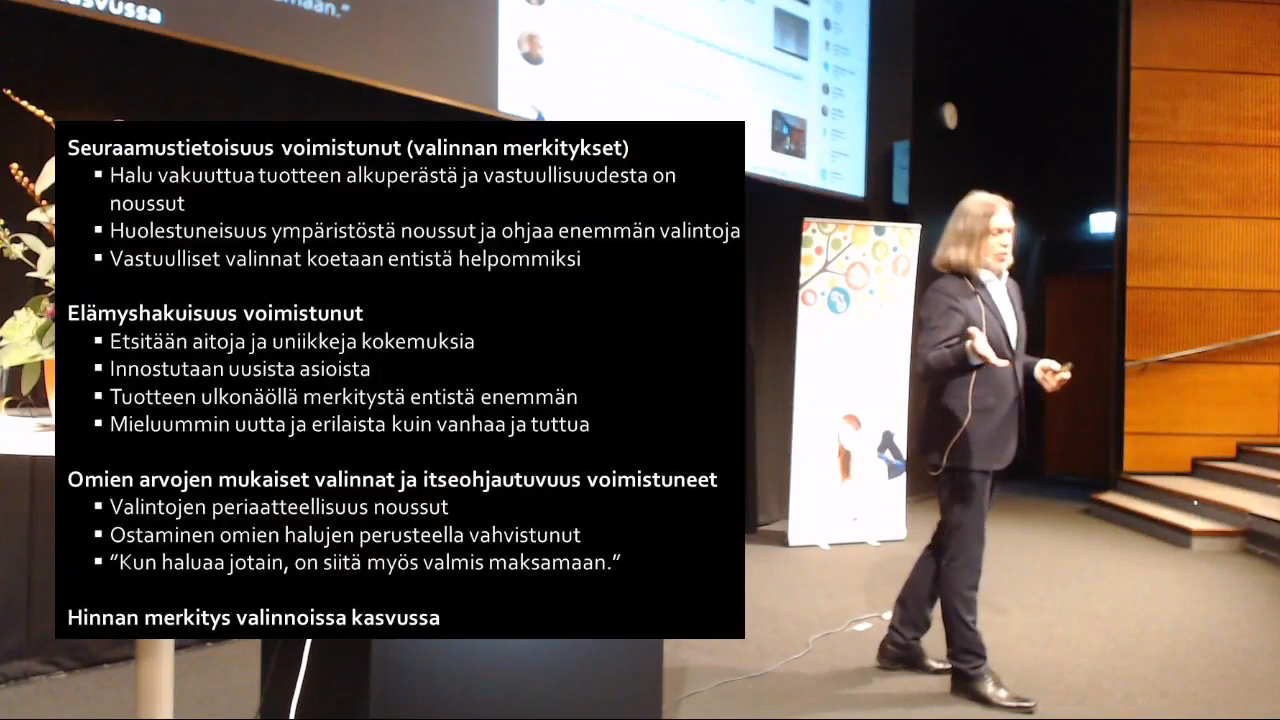 kasvussa
Seuraamustietoisuus voimistunut (valinnan merkitykset)
▪ Halu vakuuttua tuotteen alkuperästä ja vastuullisuudesta on
noussut
▪ Huolestuneisuus ympäristöstä noussut ja ohjaa enemmän valintoja
▪ Vastuulliset valinnat koetaan entistä helpommiksi
Elämyshakuisuus voimistunut
▪ Etsitään aitoja ja uniikkeja kokemuksia
▪ Innostutaan uusista asioista
▪ Tuotteen ulkonäöllä merkitystä entistä enemmän
▪ Mieluummin uutta ja erilaista kuin vanhaa ja tuttua
Omien arvojen mukaiset valinnat ja itseohjautuvuus voimistuneet
▪ Valintojen periaatteellisuus noussut
▪ Ostaminen omien halujen perusteella vahvistunut
▪ ”Kun haluaa jotain, on siitä myös valmis maksamaan.”
Hinnan merkitys valinnoissa kasvussa